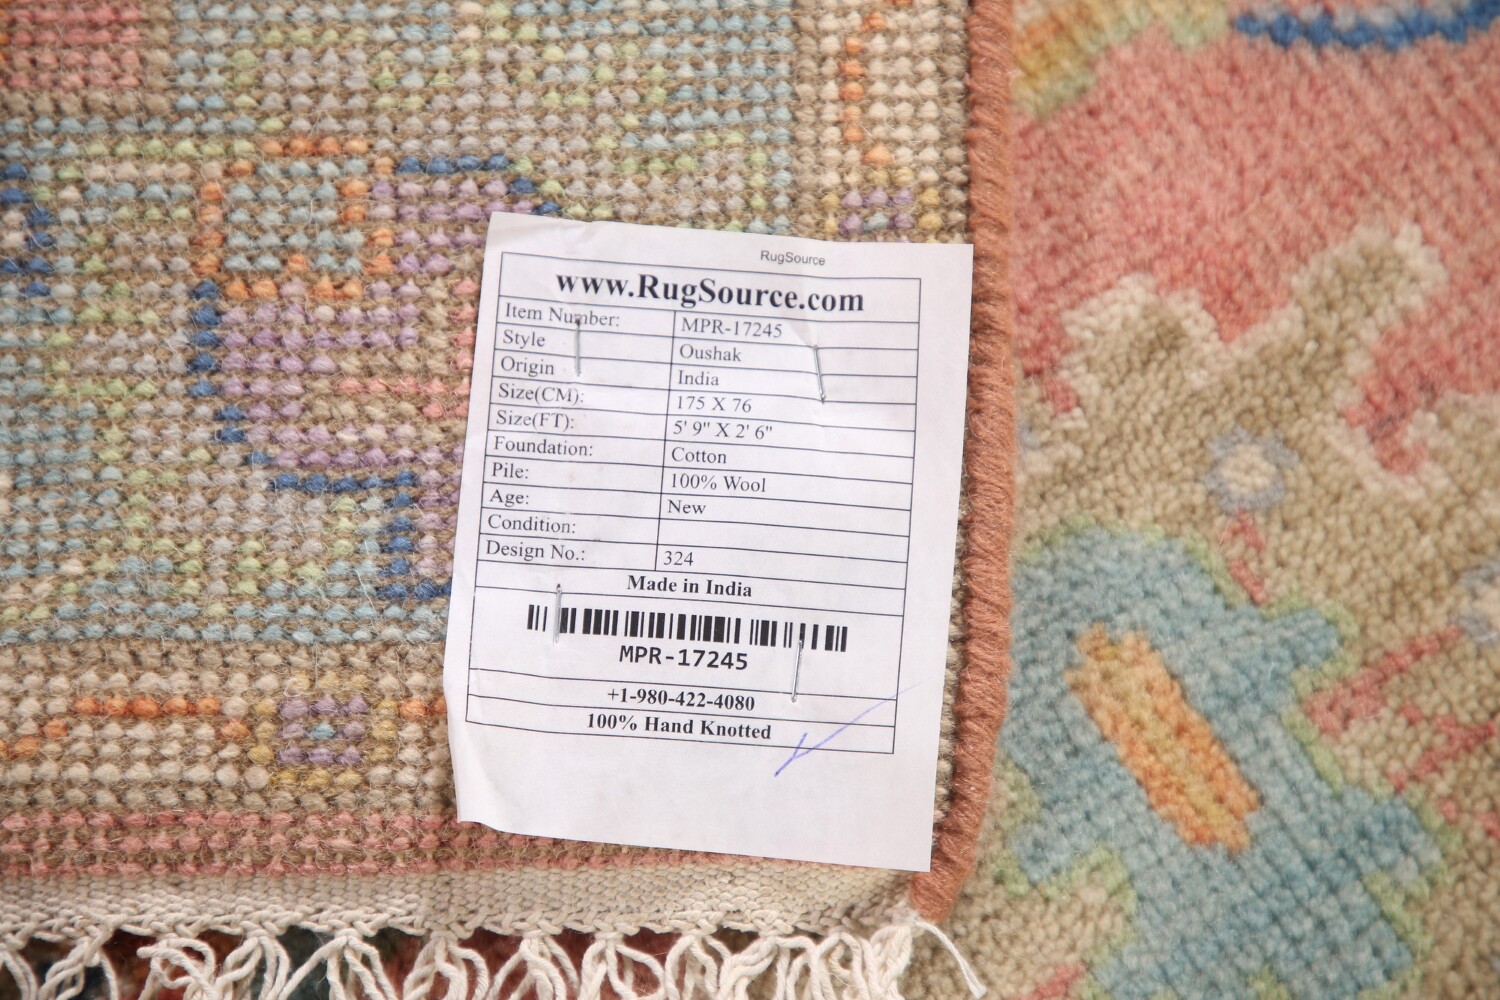 RugSource
www.RugSource.com
Item Number: MPR-17245
Style Oushak
Origin India
Size(CM): 175 X 76
Size(FT): 5' 9" X 2' 6"
Foundation: Cotton
Pile: 100% Wool
Age: New
Condition:
Design No.: 324
Made in India
MPR-17245
+1-980-422-4080
100% Hand Knotted